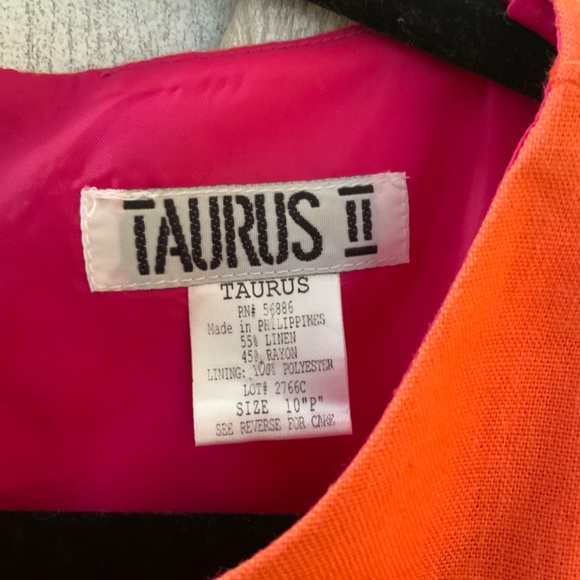 TAURUS II
TAURUS
RN# 56886
Made in PHILIPPINES
55% LINEN
45% RAYON
LINING: 100% POLYESTER
LOT# 2766C
SIZE 10"P"
SEE REVERSE FOR CARE